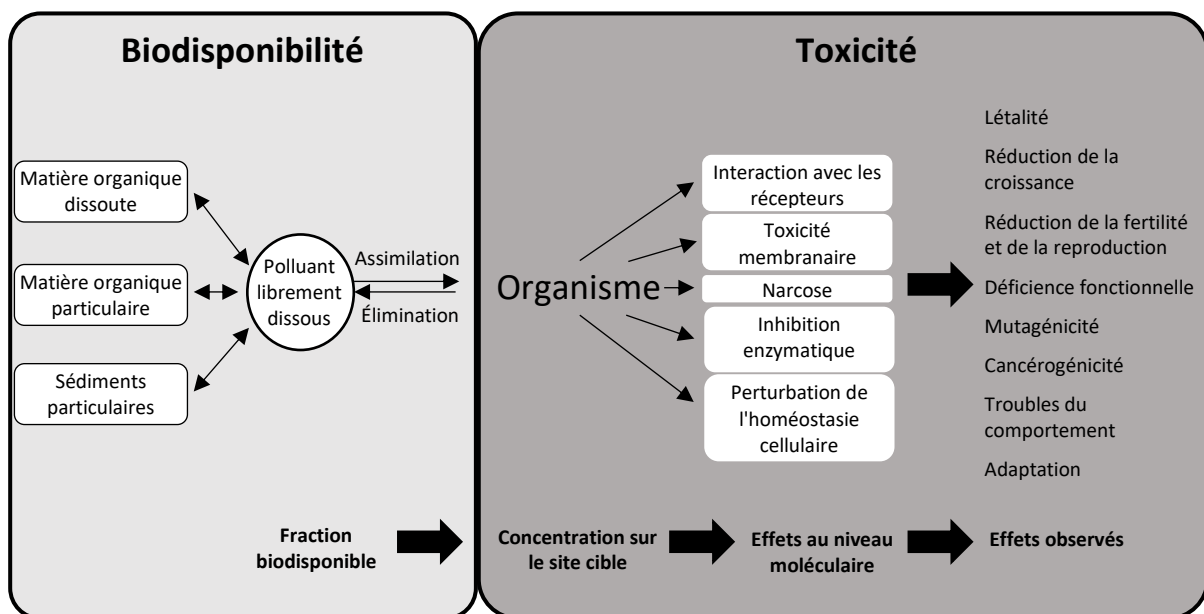 Biodisponibilité
Matière organique
dissoute
Matière organique
particulaire
Sédiments
particulaires
Polluant
librement
dissous
Assimilation
Élimination
Fraction
biodisponible
Toxicité
Organisme
Interaction avec les
récepteurs
Toxicité
membranaire
Narcose
Inhibition
enzymatique
Perturbation de
l'homéostasie
cellulaire
Létalité
Réduction de la
croissance
Réduction de la fertilité
et de la reproduction
Déficience fonctionnelle
Mutagénicité
Cancérogénicité
Troubles du
comportement
Adaptation
Concentration sur
le site cible
Effets au niveau
moléculaire
Effets observés